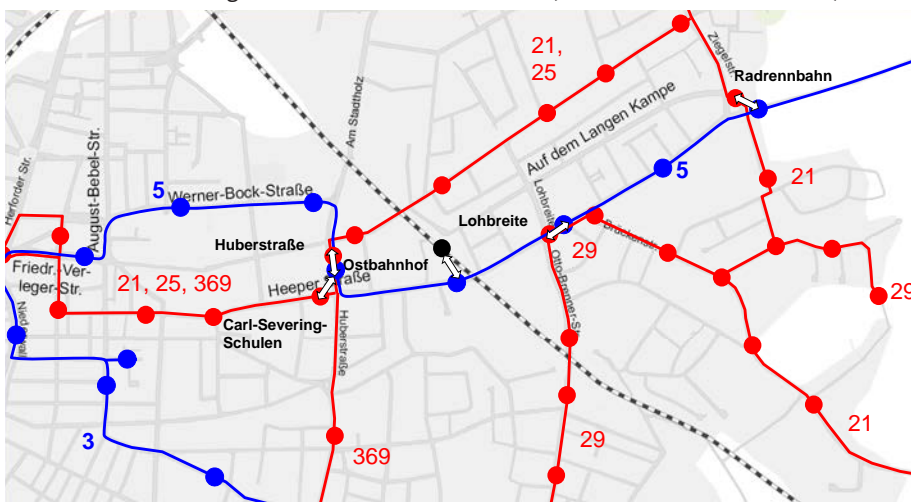 21,
25
Ziegelstr.
Radrennbahn
Am Stadtholz
Auf dem Langen Kampe
Herforder Str.
August-Bebel-Str.
5
Werner-Bock-Straße
5
21
Lohbreite
Lohbreite
Huberstraße
Brückenstr.
29
Ostbahnhof
Friedr.-Ver-
leger-Str.
21, 25, 369
Heeper Straße
Otto-Brenner-Str.
29
Carl-Severing-
Schulen
Huberstraße
Niederwall
3
369
29
21